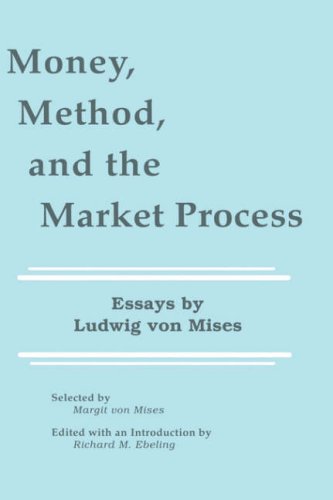 Money,
Method,
and the
Market Process
Essays by
Ludwig von Mises
Selected by
Margit von Mises
Edited with an Introduction by
Richard M. Ebeling